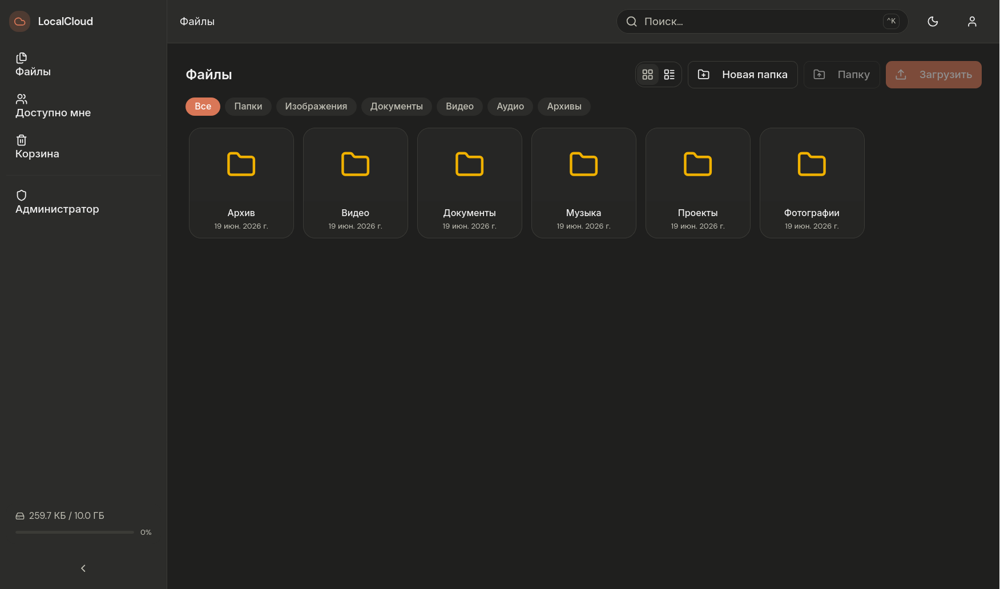 LocalCloud
Файлы
Поиск...
^K
Файлы
Доступно мне
Корзина
Администратор
Файлы
Новая папка
Папку
Загрузить
Все
Папки
Изображения
Документы
Видео
Аудио
Архивы
Архив
19 июн. 2026 г.
Видео
19 июн. 2026 г.
Документы
19 июн. 2026 г.
Музыка
19 июн. 2026 г.
Проекты
19 июн. 2026 г.
Фотографии
19 июн. 2026 г.
259.7 КБ / 10.0 ГБ
0%